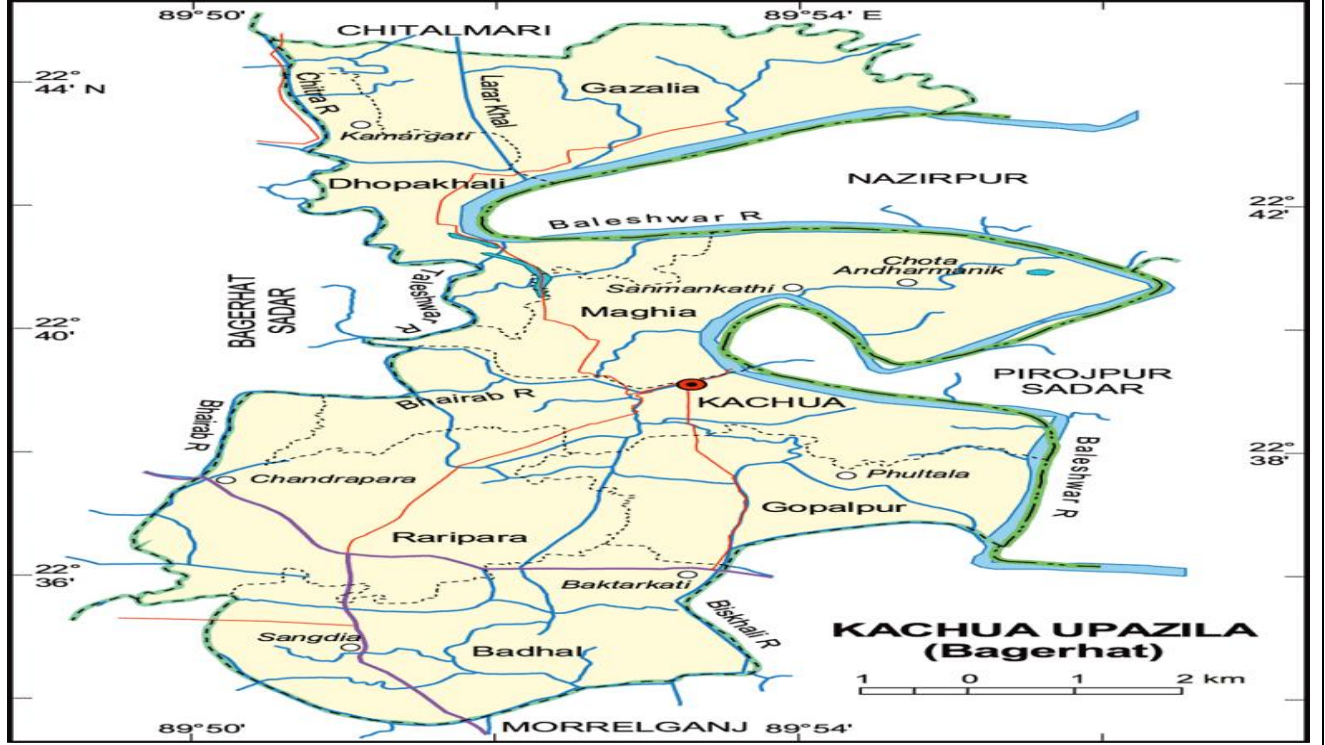 89°50'
89°54' E
CHITALMARI
22°
44' N
Chitra R
Larar Khal
Gazalia
Kamargati
Dhopakhali
NAZIRPUR
22°
42'
Baleshwar R
Chota
Andharmanik
Sanmankathi
Taleshwar
R
BAGERHAT
SADAR
Maghia
22°
40'
PIROJPUR
SADAR
Bhairab R
KACHUA
Bhairab R
Baleshwar R
22°
38'
Chandrapara
Phultala
Gopalpur
Raripara
22°
36'
Baktarkati
Biskhali R
KACHUA UPAZILA
(Bagerhat)
Sangdia
Badhal
1 0 1 2 km
89°50'
MORRELGANJ
89°54'